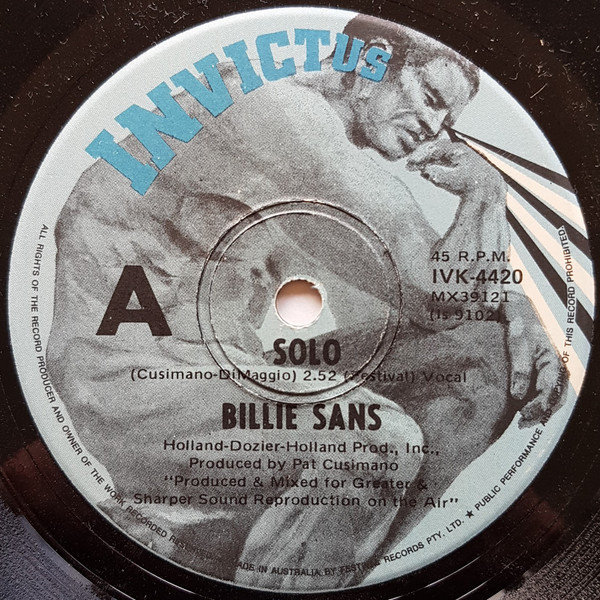 INVICTUS
A
45 R.P.M.
IVK-4420
MX39121
(Is 9102)
SOLO
(Cusimano-DiMaggio) 2.52 (Festival) Vocal
BILLIE SANS
Holland-Dozier-Holland Prod., Inc.,
Produced by Pat Cusimano
"Produced & Mixed for Greater &
Sharper Sound Reproduction on the Air"
ALL RIGHTS OF THE RECORD PRODUCER AND OWNER OF THE WORK RECORDED RESERVED MADE IN AUSTRALIA BY FESTIVAL RECORDS PTY. LTD. ★ PUBLIC PERFORMANCE AND OF THIS RECORD PROHIBITED